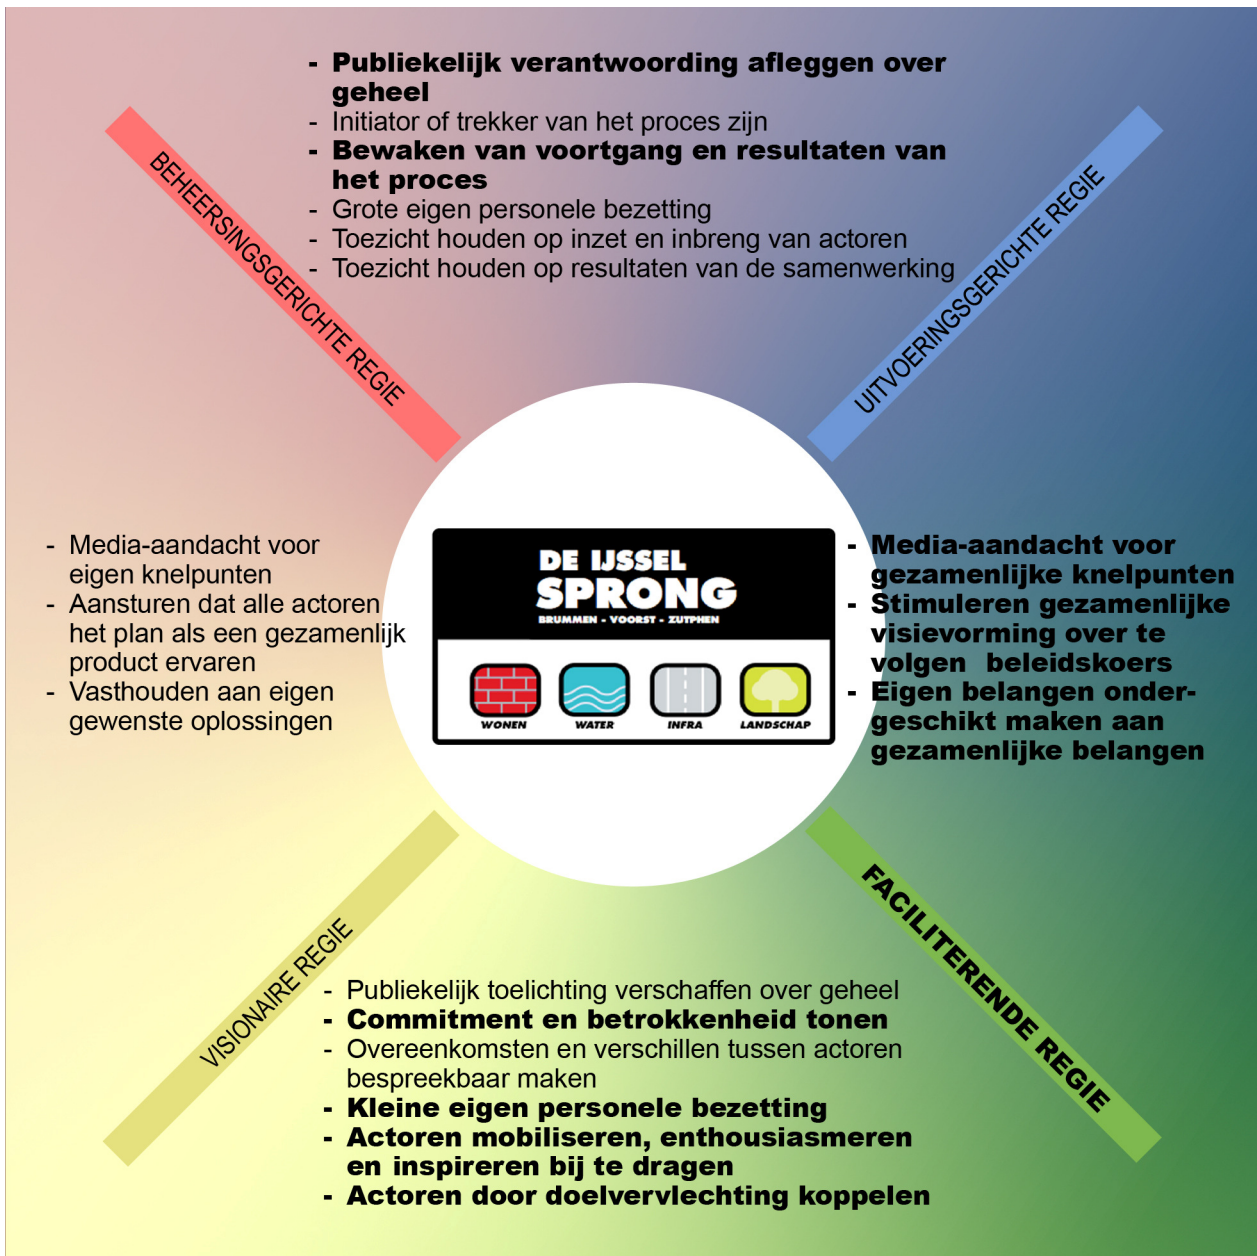 - Publiekelijk verantwoording afleggen over
geheel
- Initiator of trekker van het proces zijn
- Bewaken van voortgang en resultaten van
het proces
- Grote eigen personele bezetting
- Toezicht houden op inzet en inbreng van actoren
- Toezicht houden op resultaten van de samenwerking
BEHEERSINGSGERICHTE REGIE
UITVOERINGSGERICHTE REGIE
- Media-aandacht voor
eigen knelpunten
- Aansturen dat alle actoren
het plan als een gezamenlijk
product ervaren
- Vasthouden aan eigen
gewenste oplossingen
DE IJSSEL
SPRONG
BRUMMEN - VOORST - ZUTPHEN
WONEN
WATER
INFRA
LANDSCHAP
- Media-aandacht voor
gezamenlijke knelpunten
- Stimuleren gezamenlijke
visievorming over te
volgen beleidskoers
- Eigen belangen onder-
geschikt maken aan
gezamenlijke belangen
VISIONAIRE REGIE
FACILITERENDE REGIE
- Publiekelijk toelichting verschaffen over geheel
- Commitment en betrokkenheid tonen
- Overeenkomsten en verschillen tussen actoren
bespreekbaar maken
- Kleine eigen personele bezetting
- Actoren mobiliseren, enthousiasmeren
en inspireren bij te dragen
- Actoren door doelvervlechting koppelen